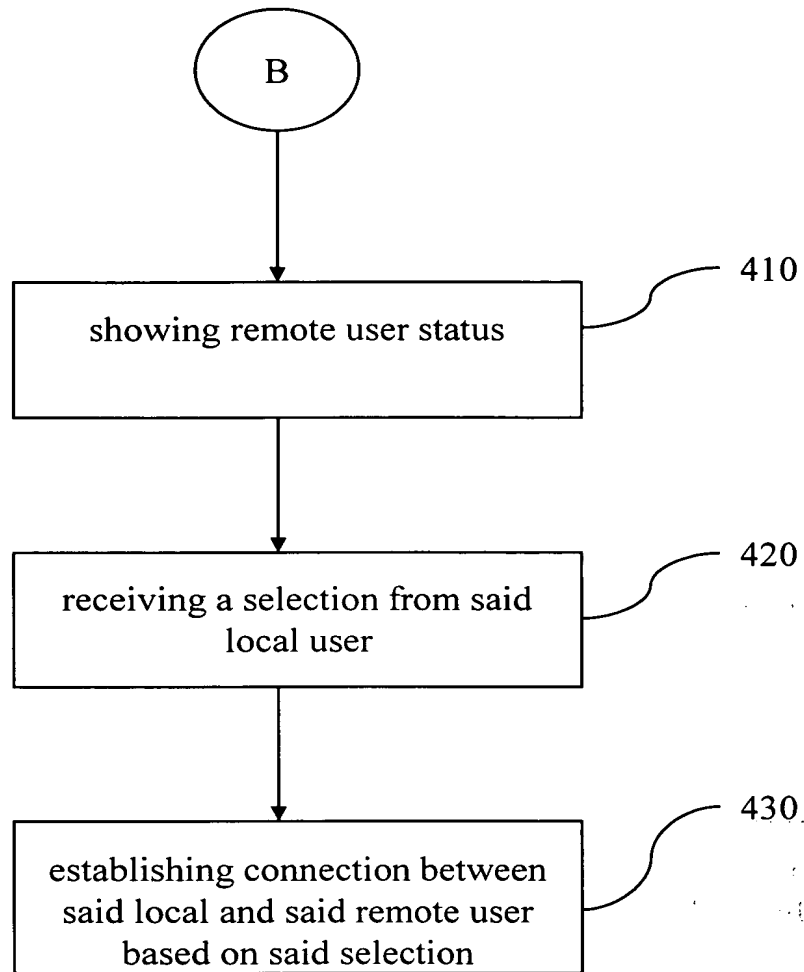 B
410
showing remote user status
420
receiving a selection from said
local user
430
establishing connection between
said local and said remote user
based on said selection